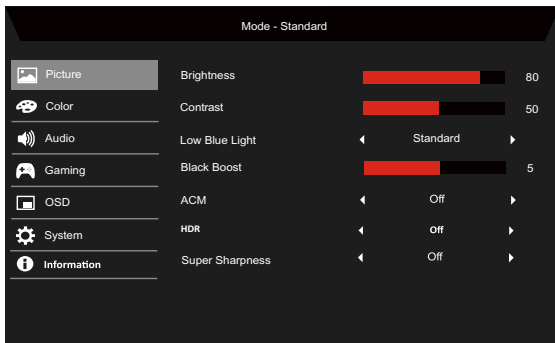 Mode - Standard
Picture
Color
Audio
Gaming
OSD
System
Information
Brightness 80
Contrast 50
Low Blue Light Standard
Black Boost 5
ACM Off
HDR Off
Super Sharpness Off